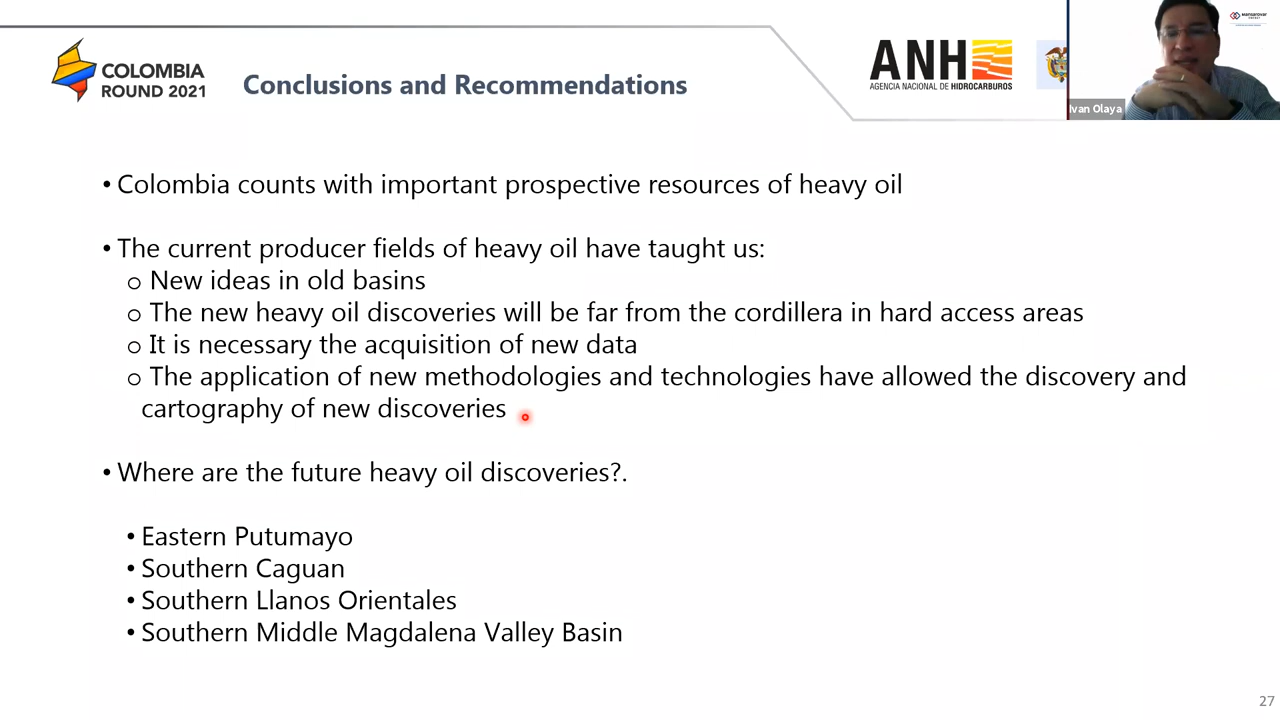 COLOMBIA
ROUND 2021
Conclusions and Recommendations
ANH
AGENCIA NACIONAL DE HIDROCARBUROS
MANSAROVAR
ENERGY
Ivan Olaya
• Colombia counts with important prospective resources of heavy oil
• The current producer fields of heavy oil have taught us:
o New ideas in old basins
o The new heavy oil discoveries will be far from the cordillera in hard access areas
o It is necessary the acquisition of new data
o The application of new methodologies and technologies have allowed the discovery and
cartography of new discoveries
• Where are the future heavy oil discoveries?.
• Eastern Putumayo
• Southern Caguan
• Southern Llanos Orientales
• Southern Middle Magdalena Valley Basin
27